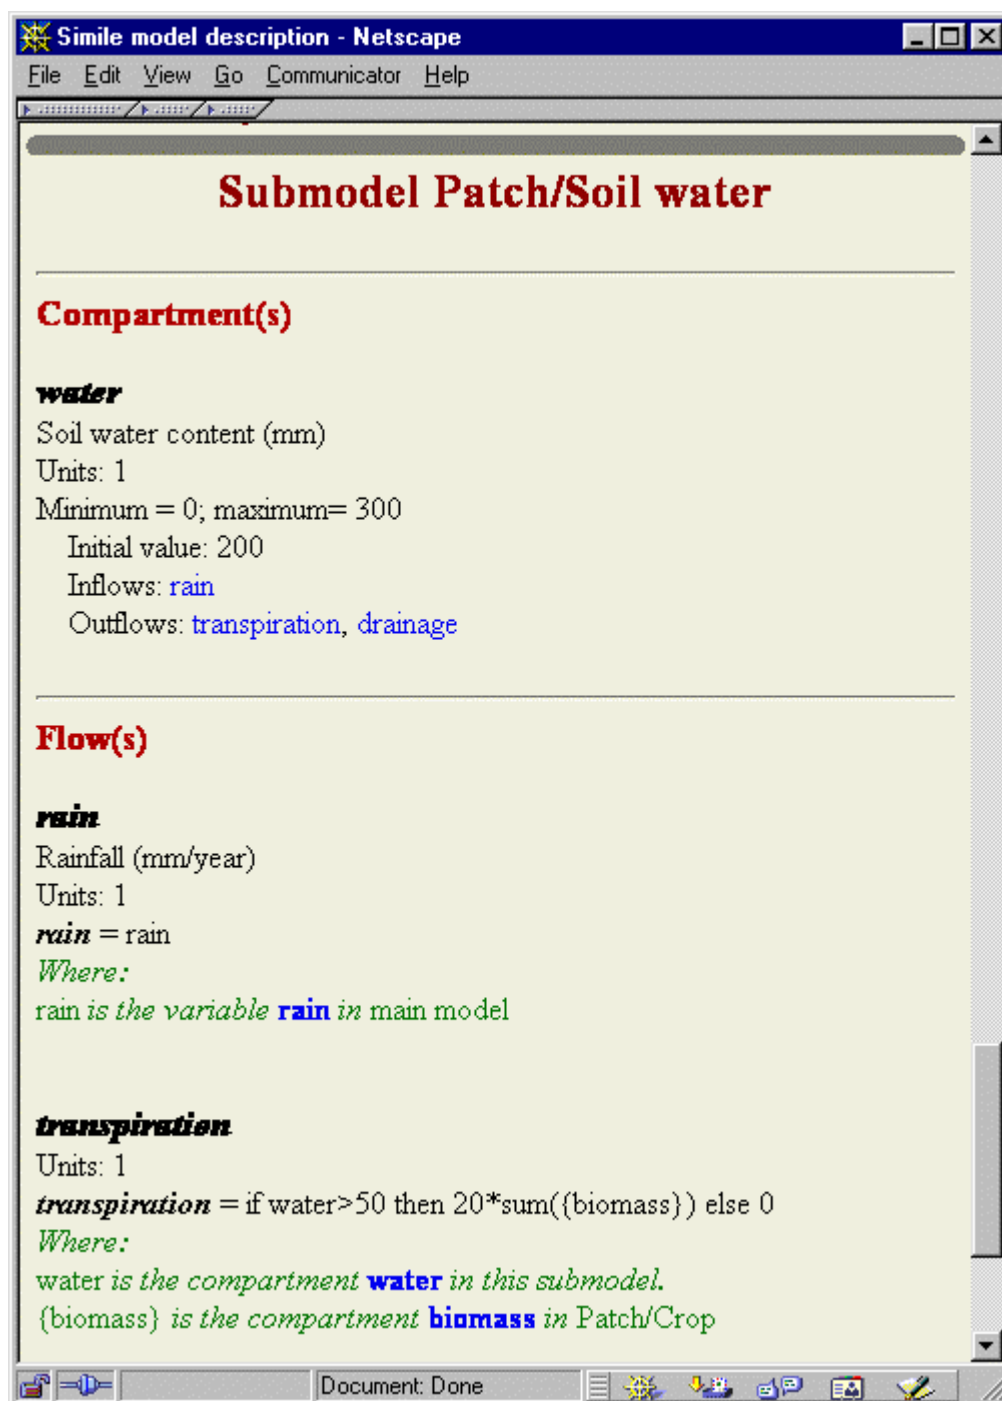 Simile model description - Netscape
File Edit View Go Communicator Help
Submodel Patch/Soil water
Compartment(s)
water
Soil water content (mm)
Units: 1
Minimum = 0; maximum= 300
Initial value: 200
Inflows: rain
Outflows: transpiration, drainage
Flow(s)
rain
Rainfall (mm/year)
Units: 1
rain = rain
Where:
rain is the variable rain in main model
transpiration
Units: 1
transpiration = if water>50 then 20*sum({biomass}) else 0
Where:
water is the compartment water in this submodel.
{biomass} is the compartment biomass in Patch/Crop
Document: Done